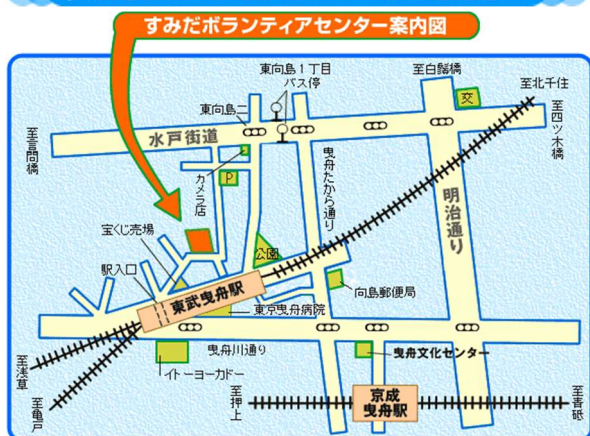 すみだボランティアセンター案内図
東向島1丁目
バス停
至白鬚橋
至北千住
交
東向島二
至四ツ木橋
至言問橋
水戸街道
カメラ店
P
曳舟たから通り
明治通り
宝くじ売場
公園
駅入口
東武曳舟駅
向島郵便局
東京曳舟病院
曳舟川通り
曳舟文化センター
イトーヨーカドー
至浅草
至亀戸
至押上
京成
曳舟駅
至青砥